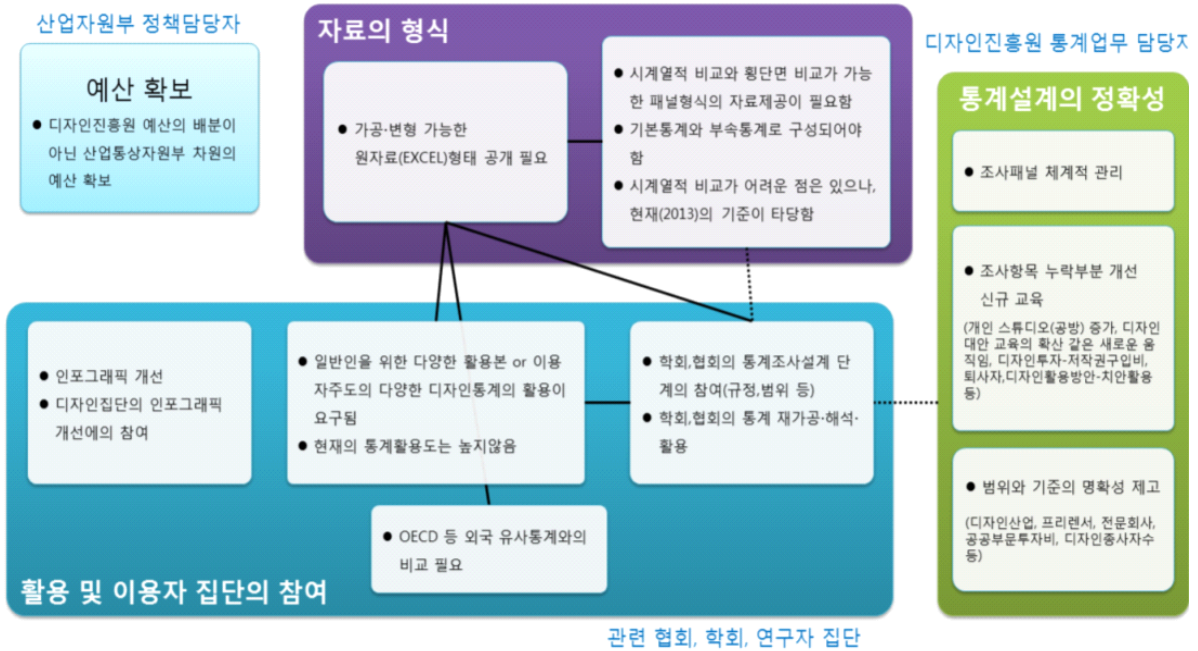 산업자원부 정책담당자
예산 확보
● 디자인진흥원 예산의 배분이
아닌 산업통상자원부 차원의
예산 확보
자료의 형식
● 가공·변형 가능한
원자료(EXCEL)형태 공개 필요
● 시계열적 비교와 횡단면 비교가 가능
한 패널형식의 자료제공이 필요함
● 기본통계와 부속통계로 구성되어야
함
● 시계열적 비교가 어려운 점은 있으나,
현재(2013)의 기준이 타당함
디자인진흥원 통계업무 담당자
통계설계의 정확성
● 조사패널 체계적 관리
● 조사항목 누락부분 개선
신규 교육
(개인 스튜디오(공방) 증가, 디자인
대안 교육의 확산 같은 새로운 움
직임, 디자인투자-저작권구입비,
퇴사자,디자인활용방안-치안활용
등)
● 범위와 기준의 명확성 제고
(디자인산업, 프리렌서, 전문회사,
공공부문투자비, 디자인종사자수
등)
● 인포그래픽 개선
● 디자인집단의 인포그래픽
개선에의 참여
● 일반인을 위한 다양한 활용본 or 이용
자주도의 다양한 디자인통계의 활용이
요구됨
● 현재의 통계활용도는 높지않음
● 학회,협회의 통계조사설계 단
계의 참여(규정,범위 등)
● 학회,협회의 통계 재가공·해석·
활용
● OECD 등 외국 유사통계와의
비교 필요
활용 및 이용자 집단의 참여
관련 협회, 학회, 연구자 집단